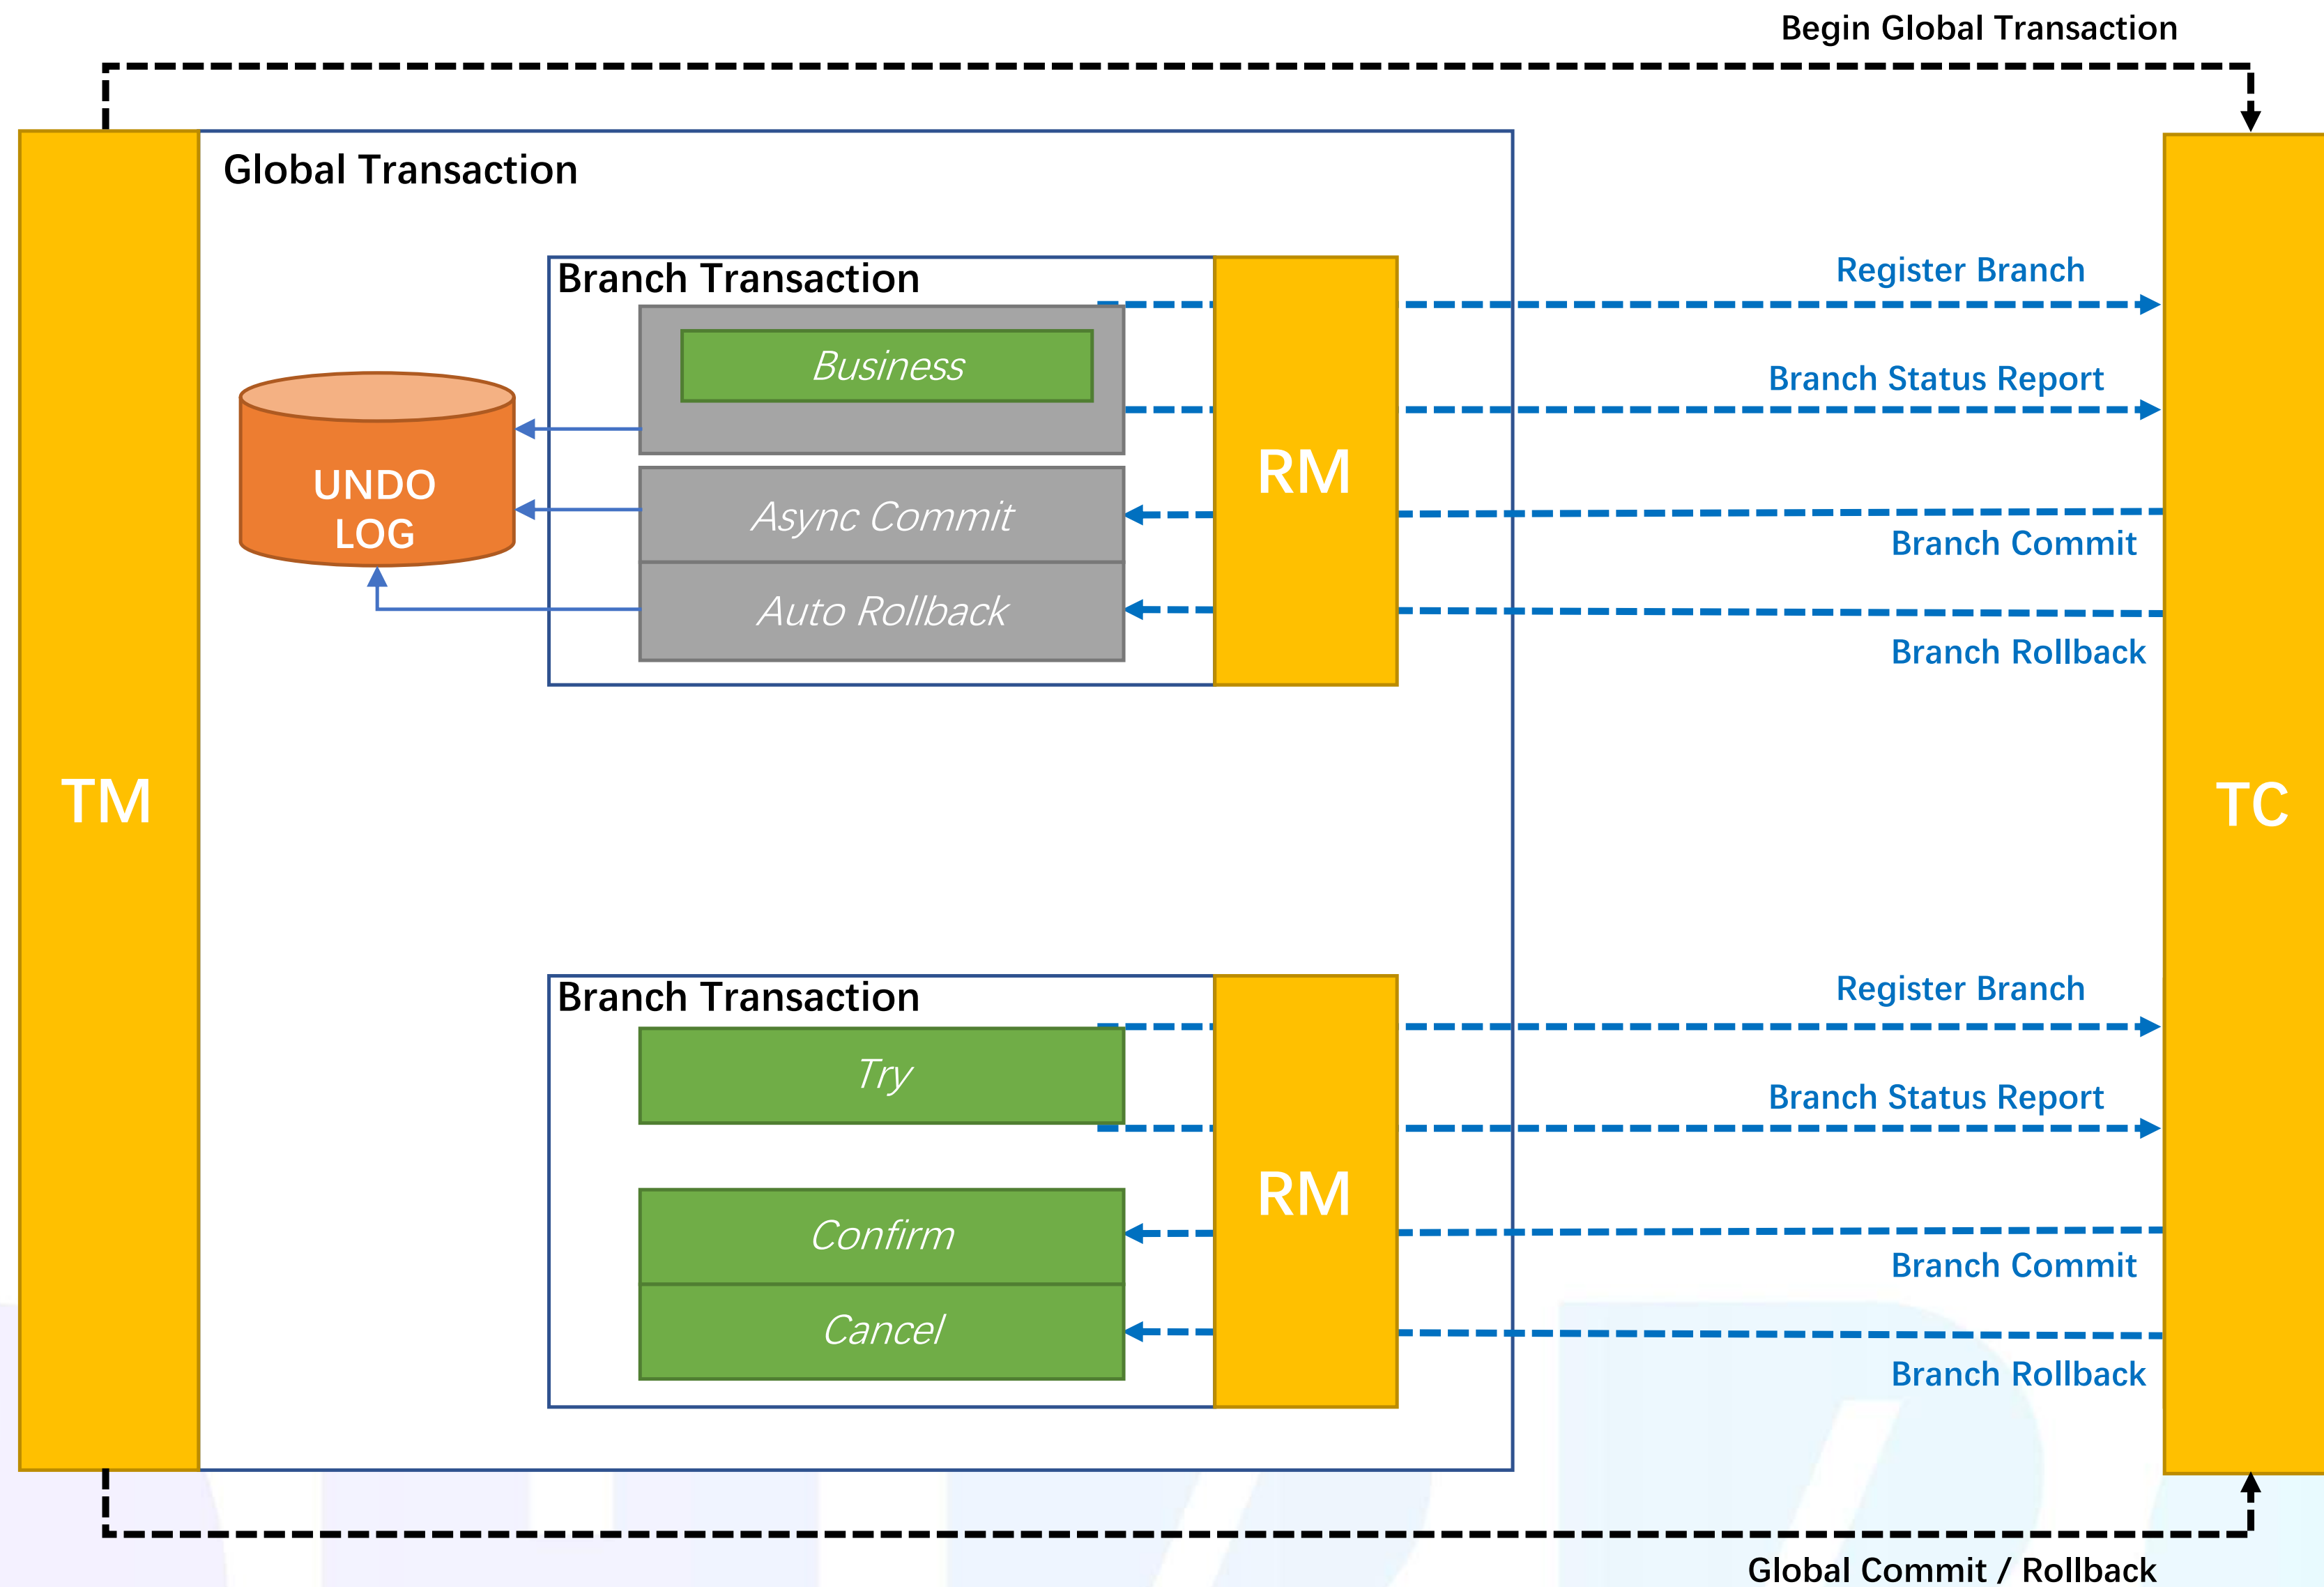 Begin Global Transaction
Global Transaction
Branch Transaction
Register Branch
Business
Branch Status Report
UNDO
LOG
RM
Async Commit
Branch Commit
Auto Rollback
Branch Rollback
TM
TC
Branch Transaction
Register Branch
Try
Branch Status Report
RM
Confirm
Branch Commit
Cancel
Branch Rollback
Global Commit / Rollback